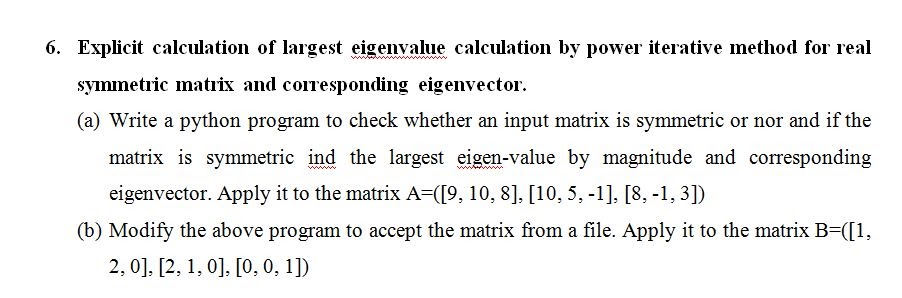 6. Explicit calculation of largest eigenvalue calculation by power iterative method for real
symmetric matrix and corresponding eigenvector.
(a) Write a python program to check whether an input matrix is symmetric or nor and if the
matrix is symmetric ind the largest eigen-value by magnitude and corresponding
eigenvector. Apply it to the matrix A=([9, 10, 8], [10, 5, -1], [8, -1, 3])
(b) Modify the above program to accept the matrix from a file. Apply it to the matrix B=([1,
2, 0], [2, 1, 0], [0, 0, 1])